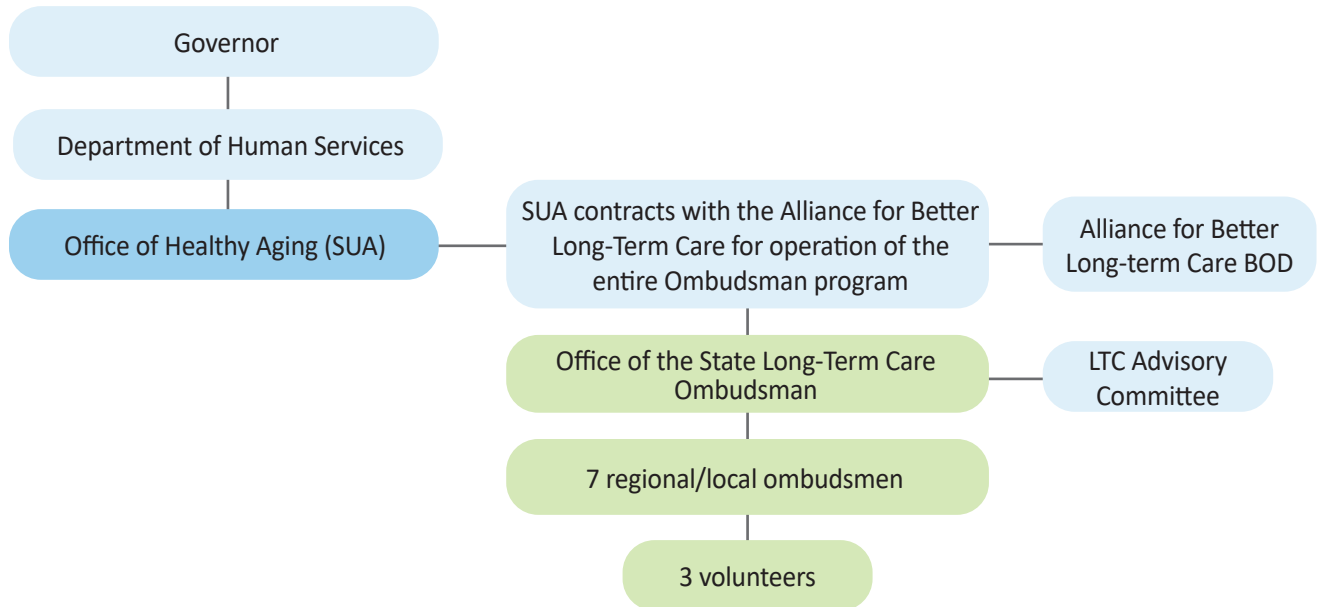 Governor
Department of Human Services
Office of Healthy Aging (SUA)
SUA contracts with the Alliance for Better
Long-Term Care for operation of the
entire Ombudsman program
Alliance for Better
Long-term Care BOD
Office of the State Long-Term Care
Ombudsman
LTC Advisory
Committee
7 regional/local ombudsmen
3 volunteers